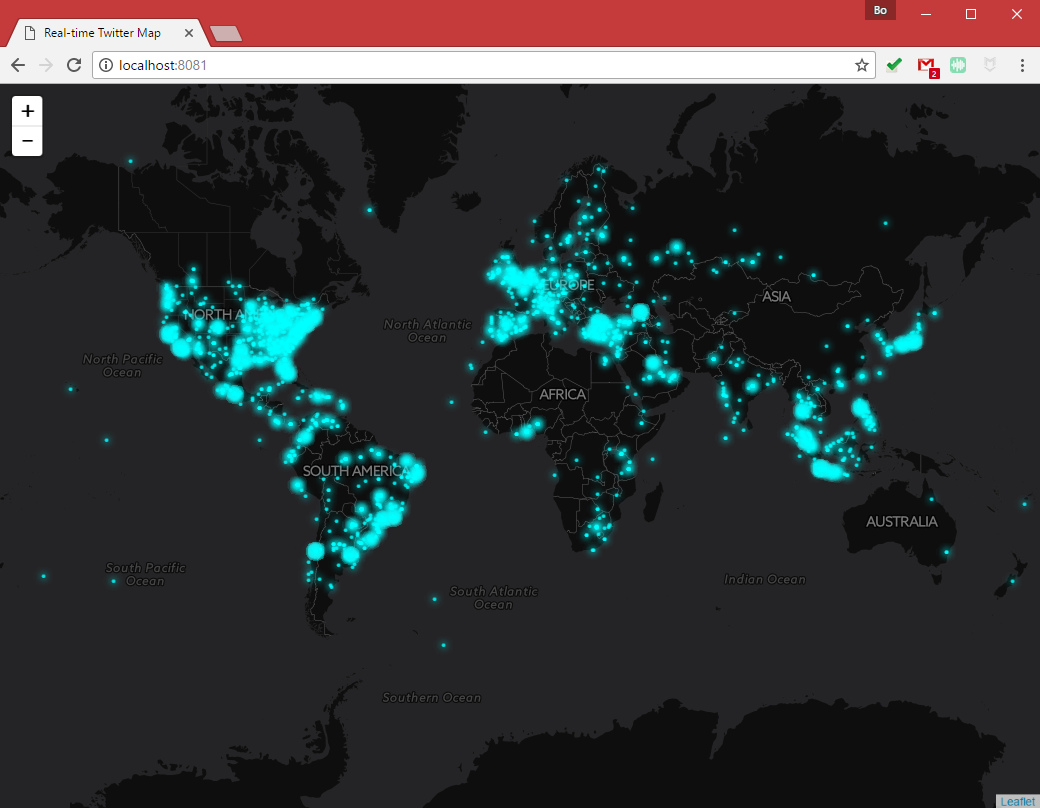 Bo
Real-time Twitter Map
localhost:8081
2
+
−
EUROPE
ASIA
NORTH A
North Atlantic
Ocean
North Pacific
Ocean
AFRICA
SOUTH AMERICA
AUSTRALIA
South Pacific
Ocean
Indian Ocean
South Atlantic
Ocean
Southern Ocean
Leaflet